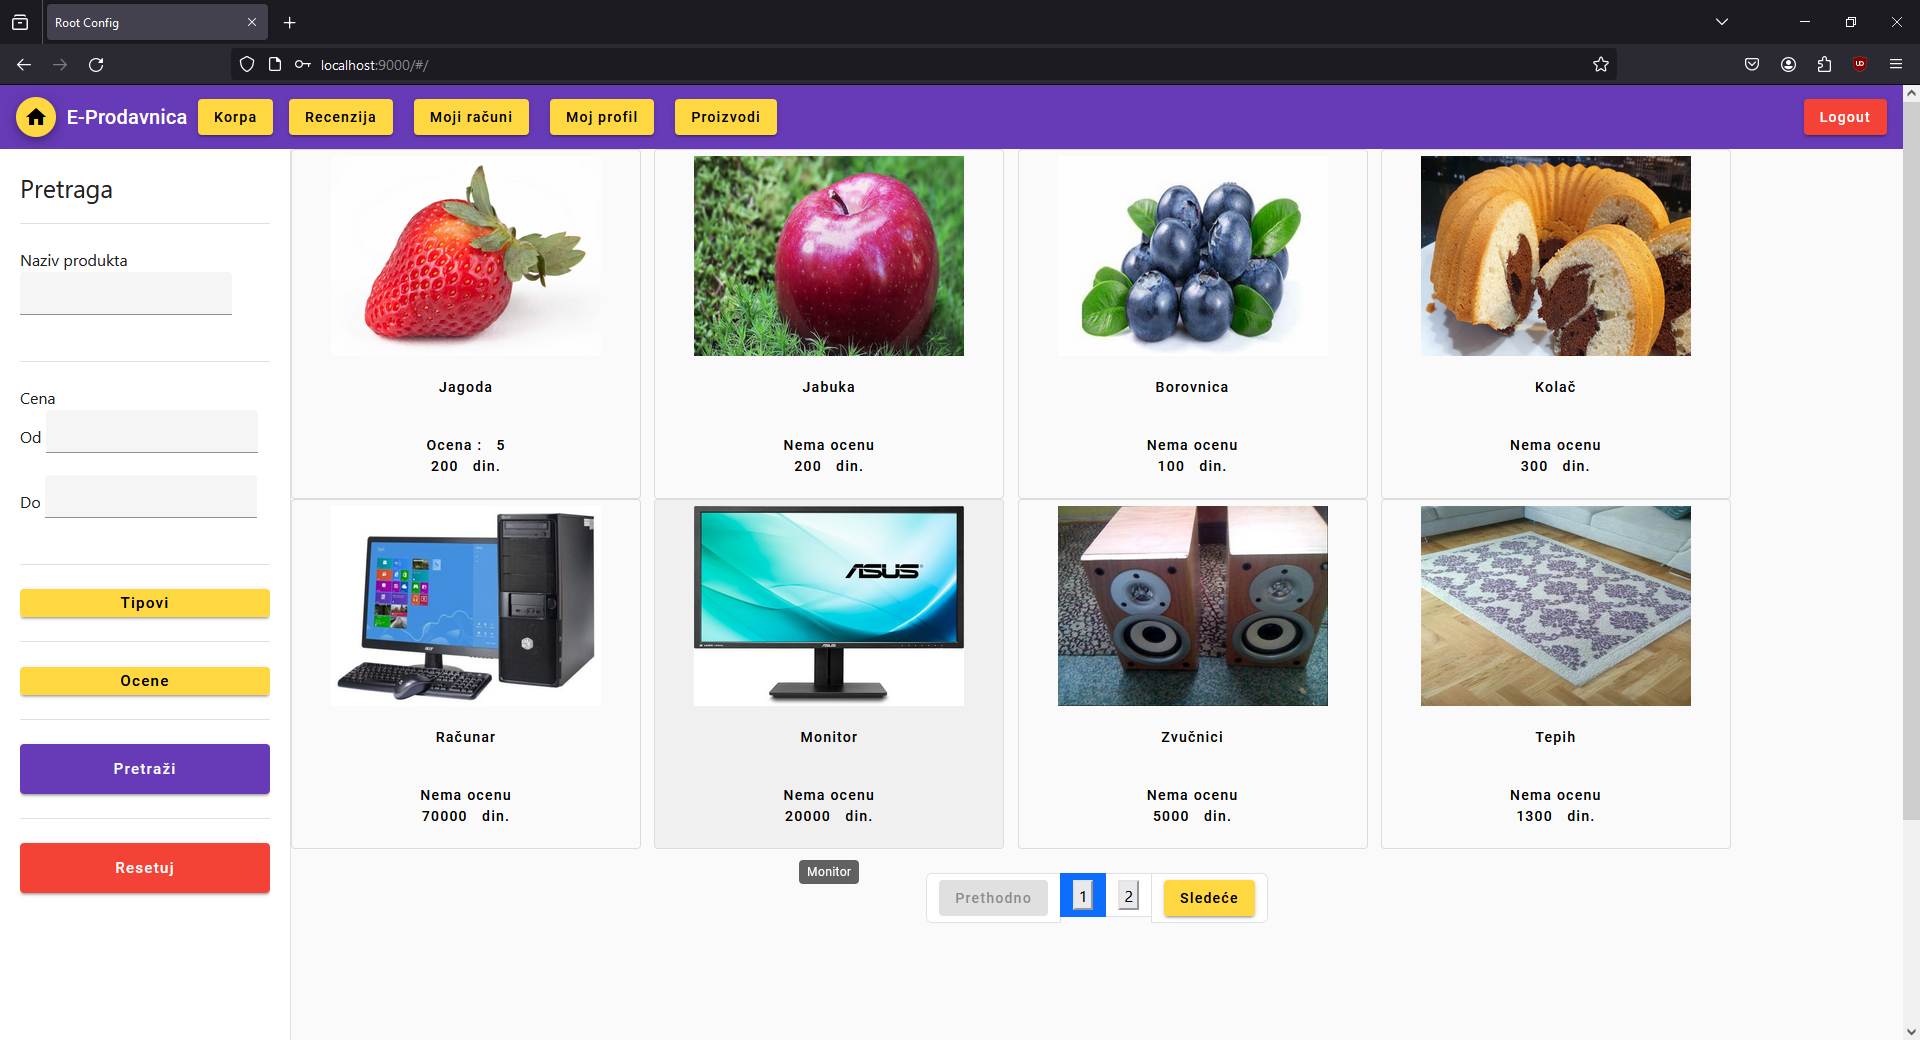 Root Config
localhost:9000/#/
E-Prodavnica
Korpa
Recenzija
Moji računi
Moj profil
Proizvodi
Logout
Pretraga
Naziv produkta
Cena
Od
Do
Tipovi
Ocene
Pretraži
Resetuj
Jagoda
Ocena : 5
200 din.
Jabuka
Nema ocenu
200 din.
Borovnica
Nema ocenu
100 din.
Kolač
Nema ocenu
300 din.
Računar
Nema ocenu
70000 din.
ASUS
Monitor
Nema ocenu
20000 din.
Zvučnici
Nema ocenu
5000 din.
Tepih
Nema ocenu
1300 din.
Monitor
Prethodno
1
2
Sledeće